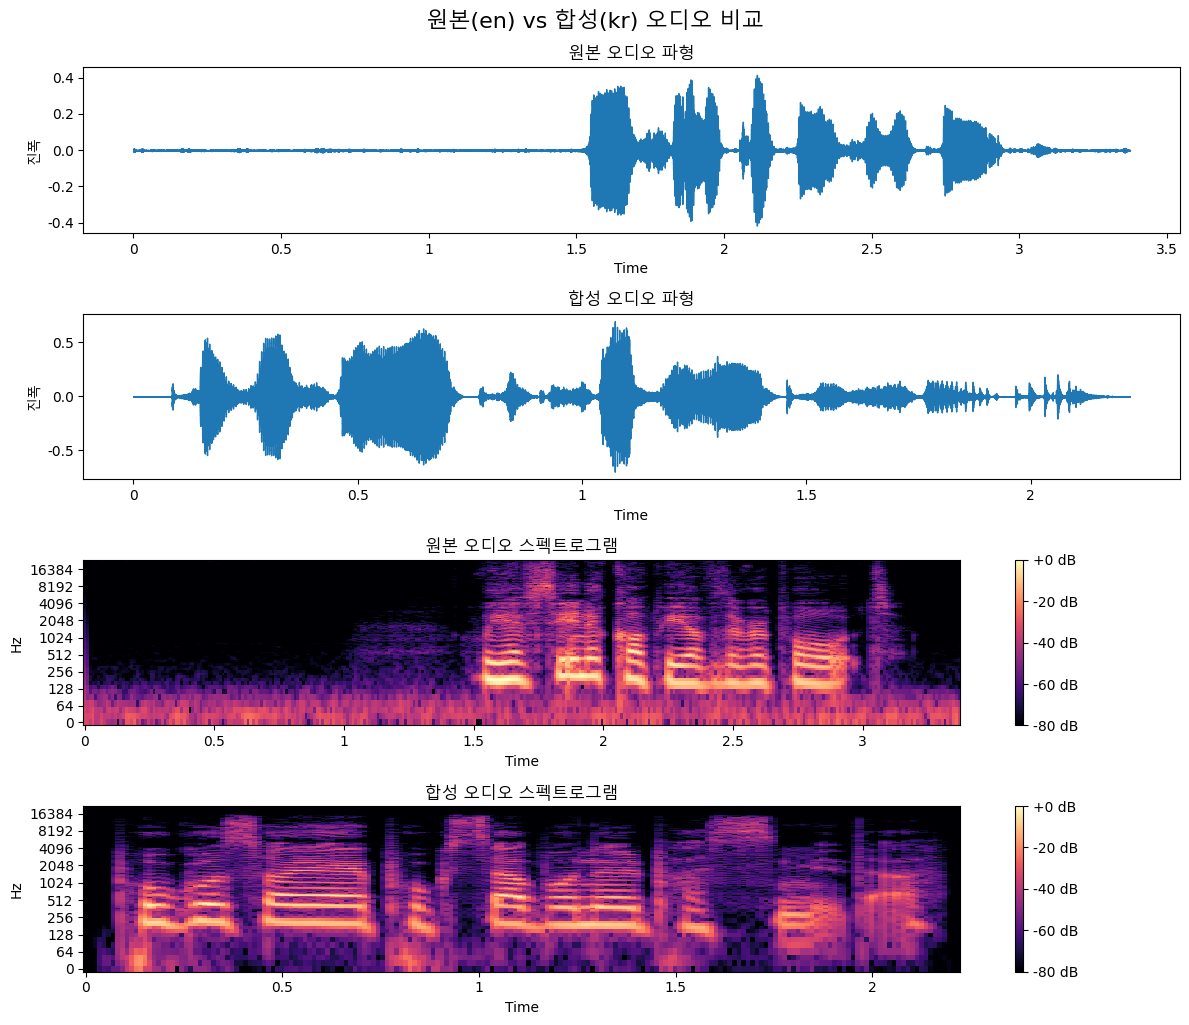 원본(en) vs 합성(kr) 오디오 비교
원본 오디오 파형
진폭
0.4
0.2
0.0
-0.2
-0.4
0 0.5 1 1.5 2 2.5 3 3.5
Time
합성 오디오 파형
진폭
0.5
0.0
-0.5
0 0.5 1 1.5 2
Time
원본 오디오 스펙트로그램
Hz
16384
8192
4096
2048
1024
512
256
128
64
0
0 0.5 1 1.5 2 2.5 3
Time
+0 dB
-20 dB
-40 dB
-60 dB
-80 dB
합성 오디오 스펙트로그램
Hz
16384
8192
4096
2048
1024
512
256
128
64
0
0 0.5 1 1.5 2
Time
+0 dB
-20 dB
-40 dB
-60 dB
-80 dB